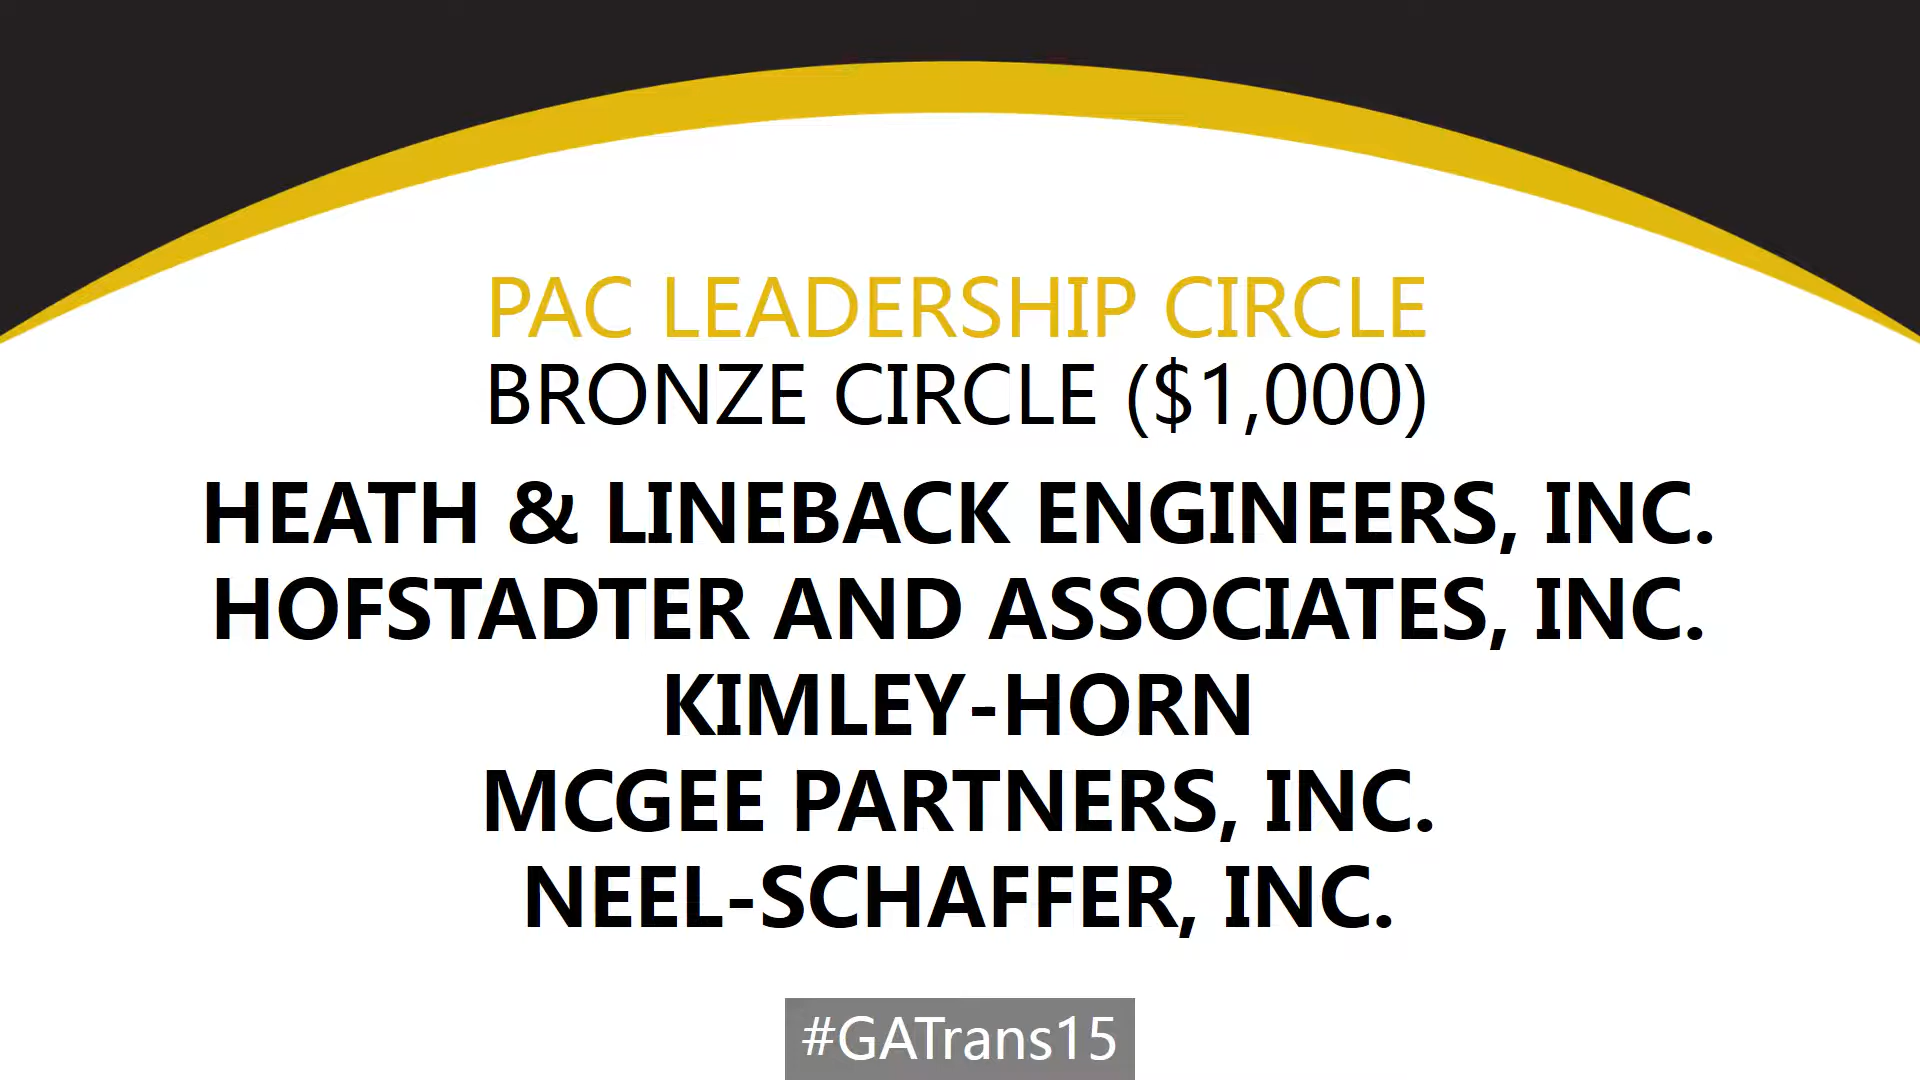 PAC LEADERSHIP CIRCLE
BRONZE CIRCLE ($1,000)
HEATH & LINEBACK ENGINEERS, INC.
HOFSTADTER AND ASSOCIATES, INC.
KIMLEY-HORN
MCGEE PARTNERS, INC.
NEEL-SCHAFFER, INC.
#GATrans15